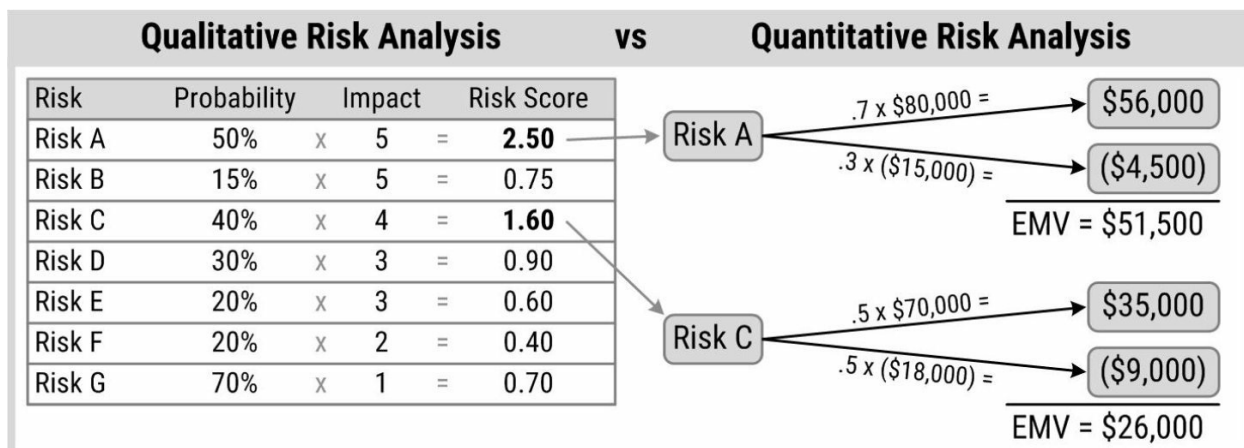 Qualitative Risk Analysis vs Quantitative Risk Analysis
Risk Probability Impact Risk Score
Risk A 50% x 5 = 2.50
Risk B 15% x 5 = 0.75
Risk C 40% x 4 = 1.60
Risk D 30% x 3 = 0.90
Risk E 20% x 3 = 0.60
Risk F 20% x 2 = 0.40
Risk G 70% x 1 = 0.70
Risk A
.7 x $80,000 = $56,000
.3 x ($15,000) = ($4,500)
EMV = $51,500
Risk C
.5 x $70,000 = $35,000
.5 x ($18,000) = ($9,000)
EMV = $26,000